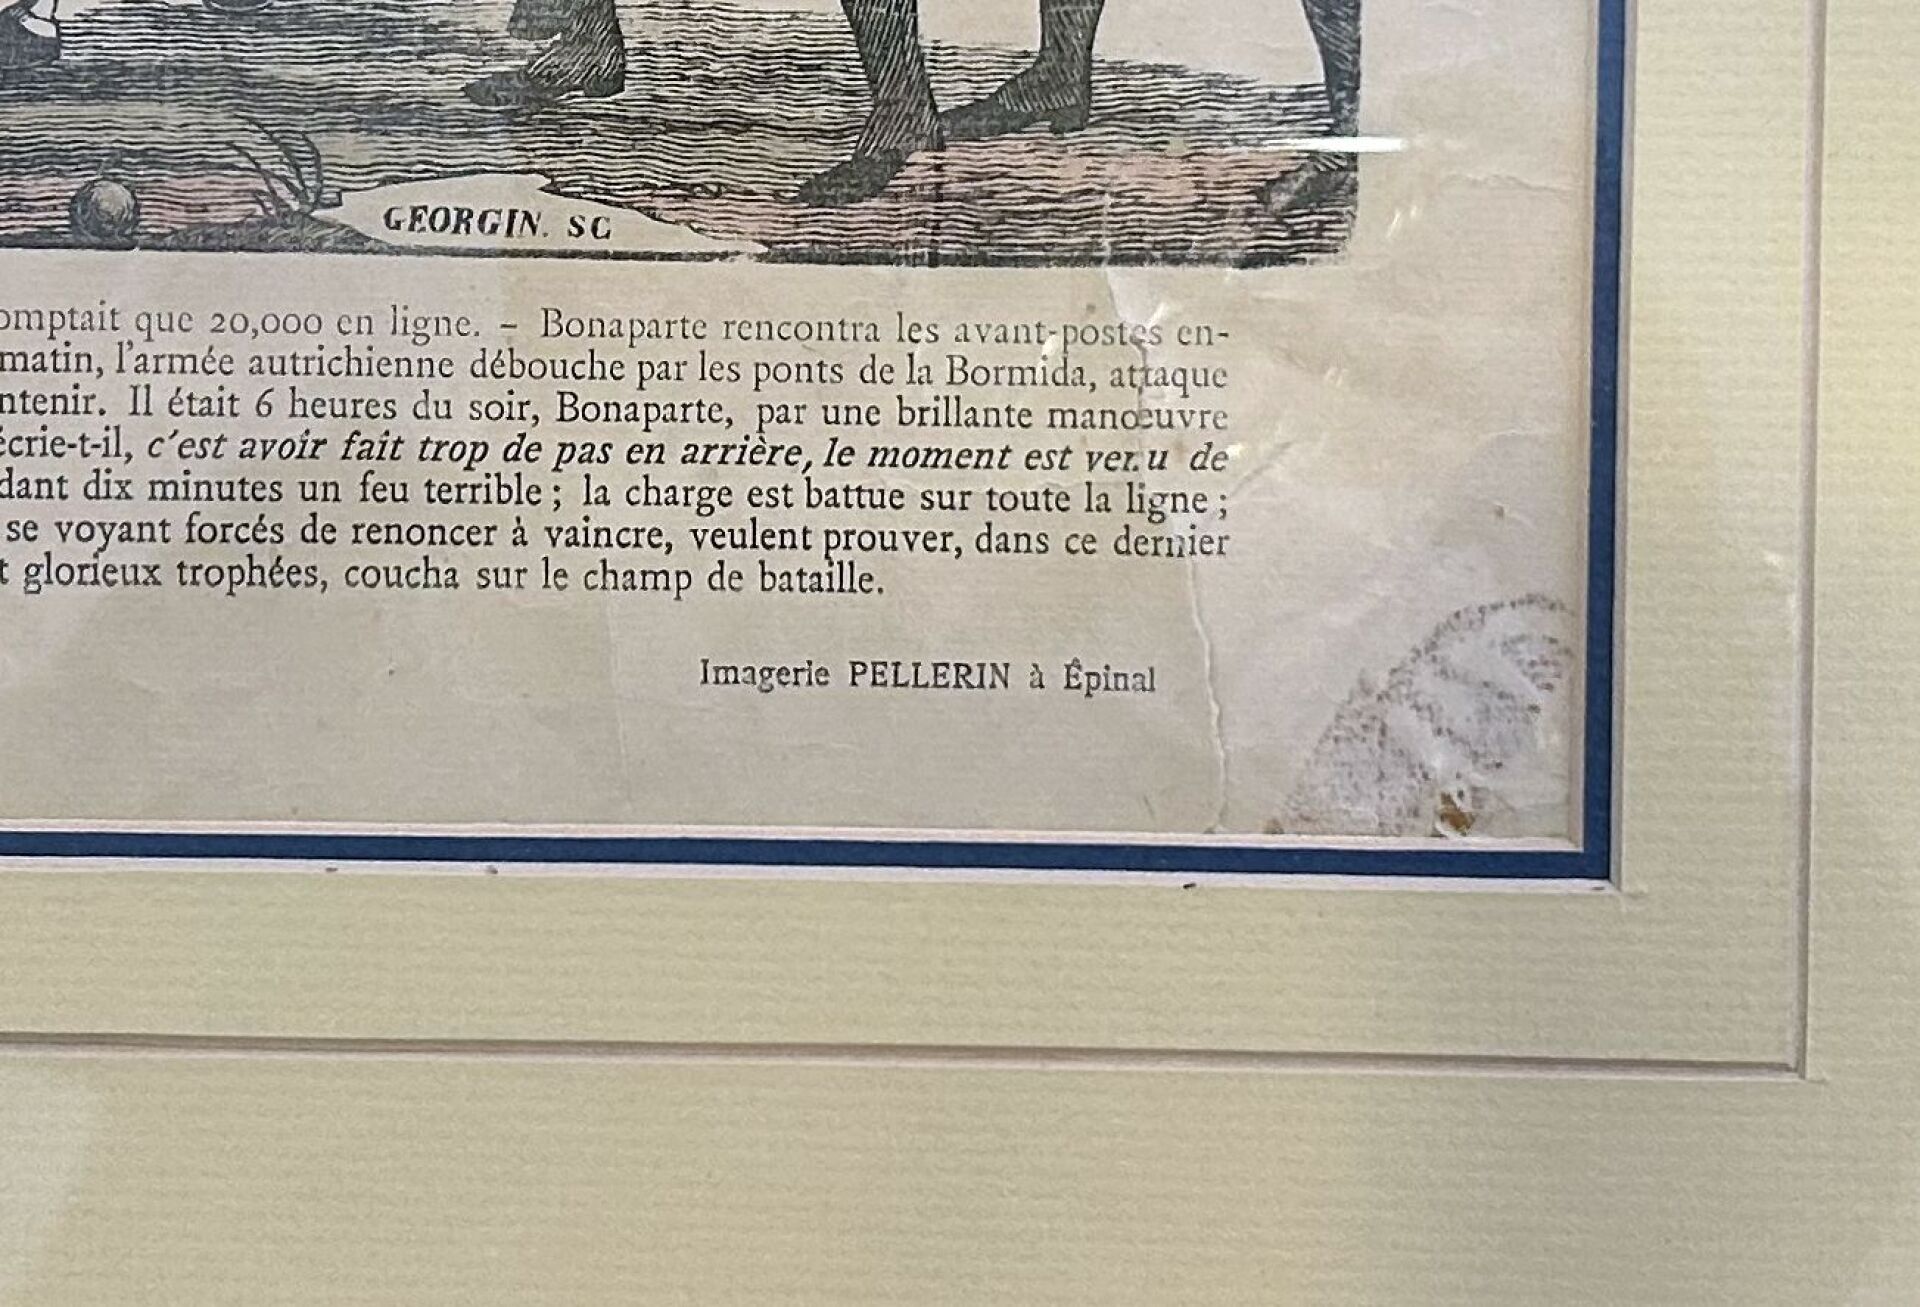 GEORGIN. SC
omptait que 20,000 en ligne. – Bonaparte rencontra les avant-postes en-
matin, l'armée autrichienne débouche par les ponts de la Bormida, attaque
ntenir. Il était 6 heures du soir, Bonaparte, par une brillante manœuvre
écrie-t-il, c'est avoir fait trop de pas en arrière, le moment est venu de
dant dix minutes un feu terrible ; la charge est battue sur toute la ligne ;
se voyant forcés de renoncer à vaincre, veulent prouver, dans ce dernier
t glorieux trophées, coucha sur le champ de bataille.
Imagerie PELLERIN à Épinal